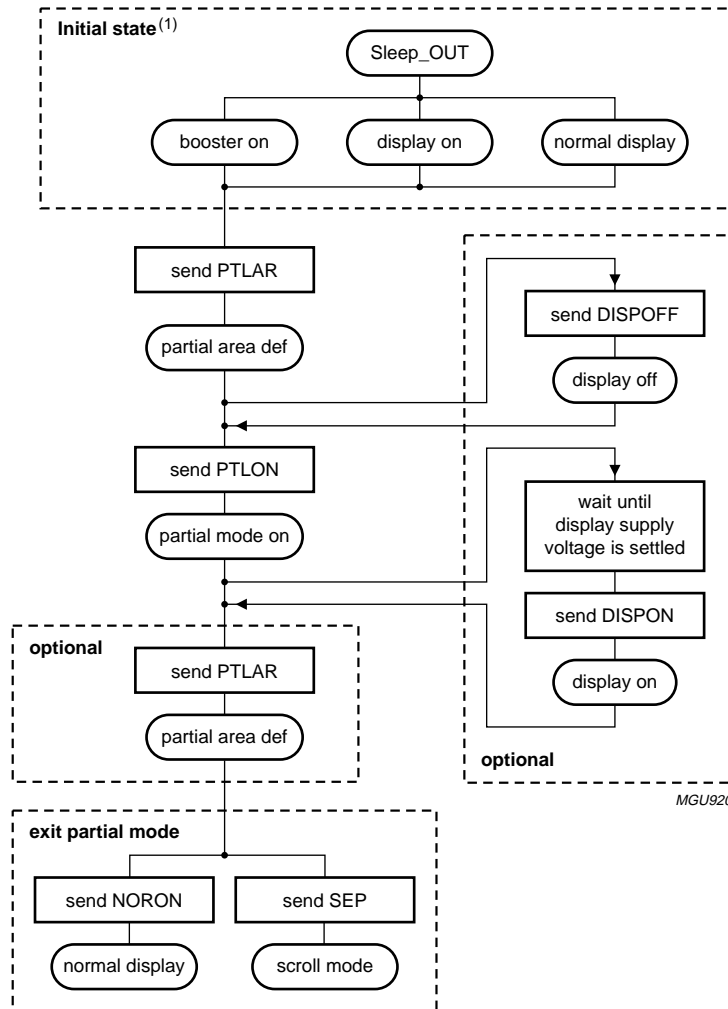 Initial state(1)
Sleep_OUT
booster on
display on
normal display
send PTLAR
partial area def
send DISPOFF
display off
send PTLON
partial mode on
wait until
display supply
voltage is settled
send DISPON
display on
optional
optional
send PTLAR
partial area def
MGU920
exit partial mode
send NORON
send SEP
normal display
scroll mode